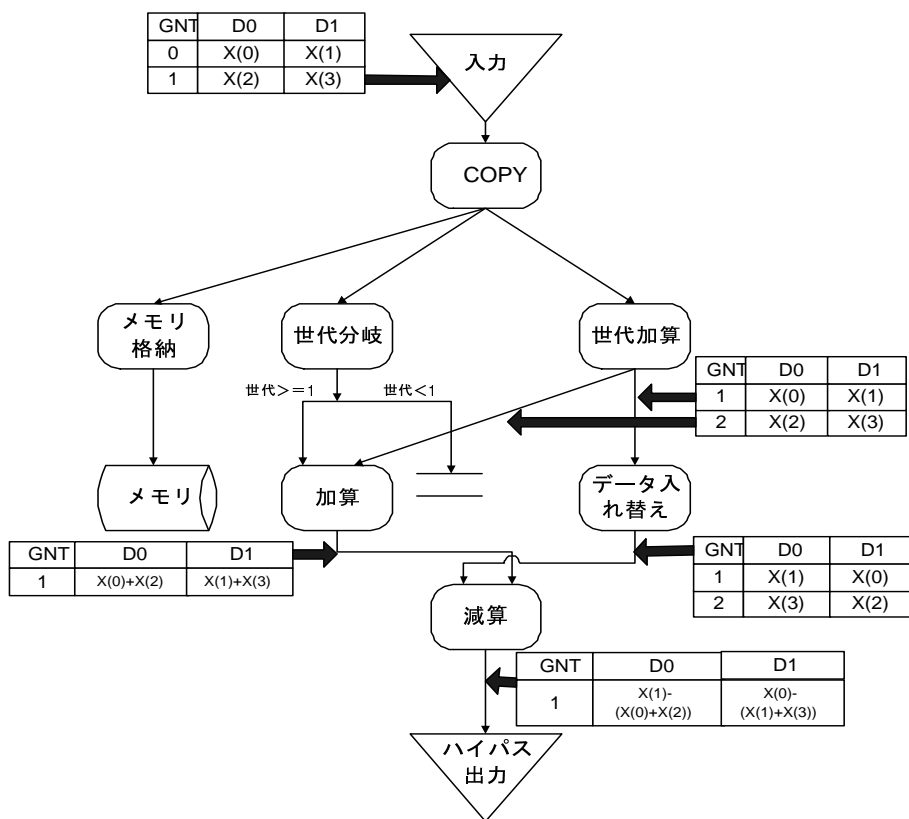 GNT D0 D1
0 X(0) X(1)
1 X(2) X(3)
入力
COPY
メモリ
格納
世代分岐
世代加算
世代>=1
世代<1
GNT D0 D1
1 X(0) X(1)
2 X(2) X(3)
メモリ
加算
データ入
れ替え
GNT D0 D1
1 X(0)+X(2) X(1)+X(3)
GNT D0 D1
1 X(1) X(0)
2 X(3) X(2)
減算
GNT D0 D1
1 X(1)-
(X(0)+X(2)) X(0)-
(X(1)+X(3))
ハイパス
出力